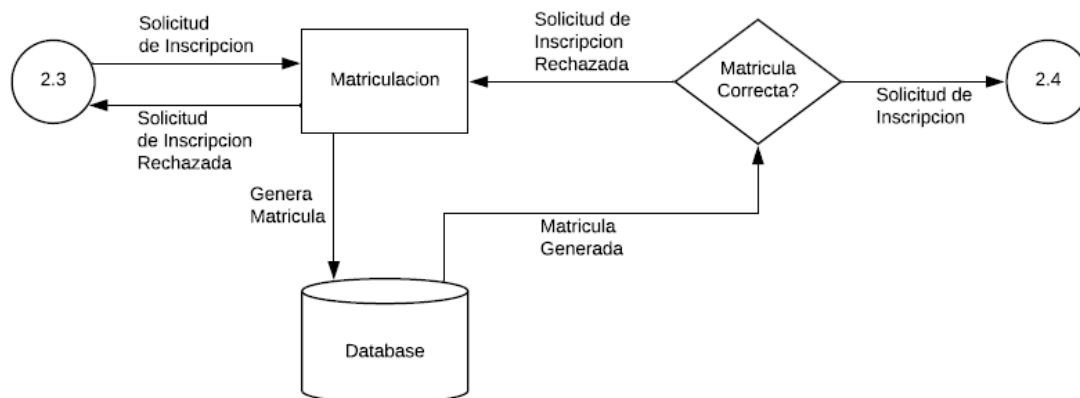 Solicitud
de Inscripcion
Solicitud de
Inscripcion
Rechazada
2.3
Matriculacion
Matricula
Correcta?
2.4
Solicitud de
Inscripcion
Solicitud
de Inscripcion
Rechazada
Genera
Matricula
Matricula
Generada
Database